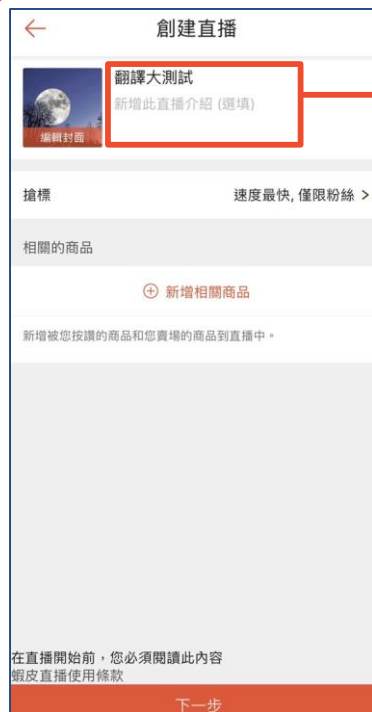 創建直播
翻譯大測試
新增此直播介紹 (選填)
編輯封面
搶標 速度最快, 僅限粉絲 >
相關的商品
新增相關商品
新增被您按讚的商品和您賣場的商品到直播中。
在直播開始前，您必須閱讀此內容
蝦皮直播使用條款
下一步